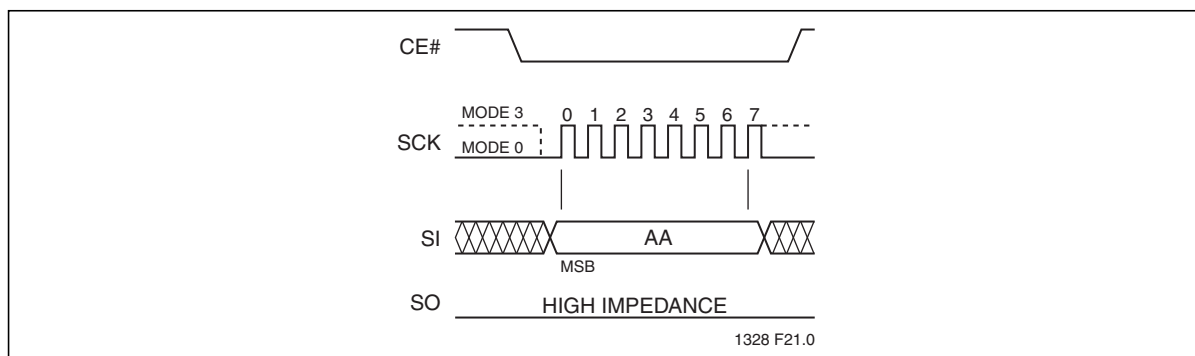 CE#
MODE 3
0 1 2 3 4 5 6 7
SCK
MODE 0
SI
AA
MSB
SO
HIGH IMPEDANCE
1328 F21.0